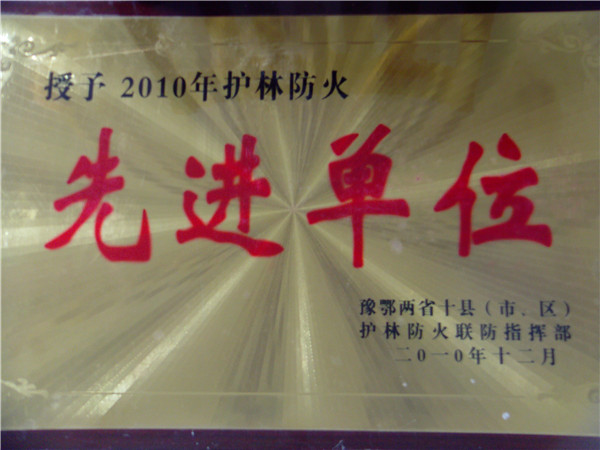 授予 2010年护林防火
先进单位
豫鄂两省十县（市、区）
护林防火联防指挥部
二〇一〇年十二月